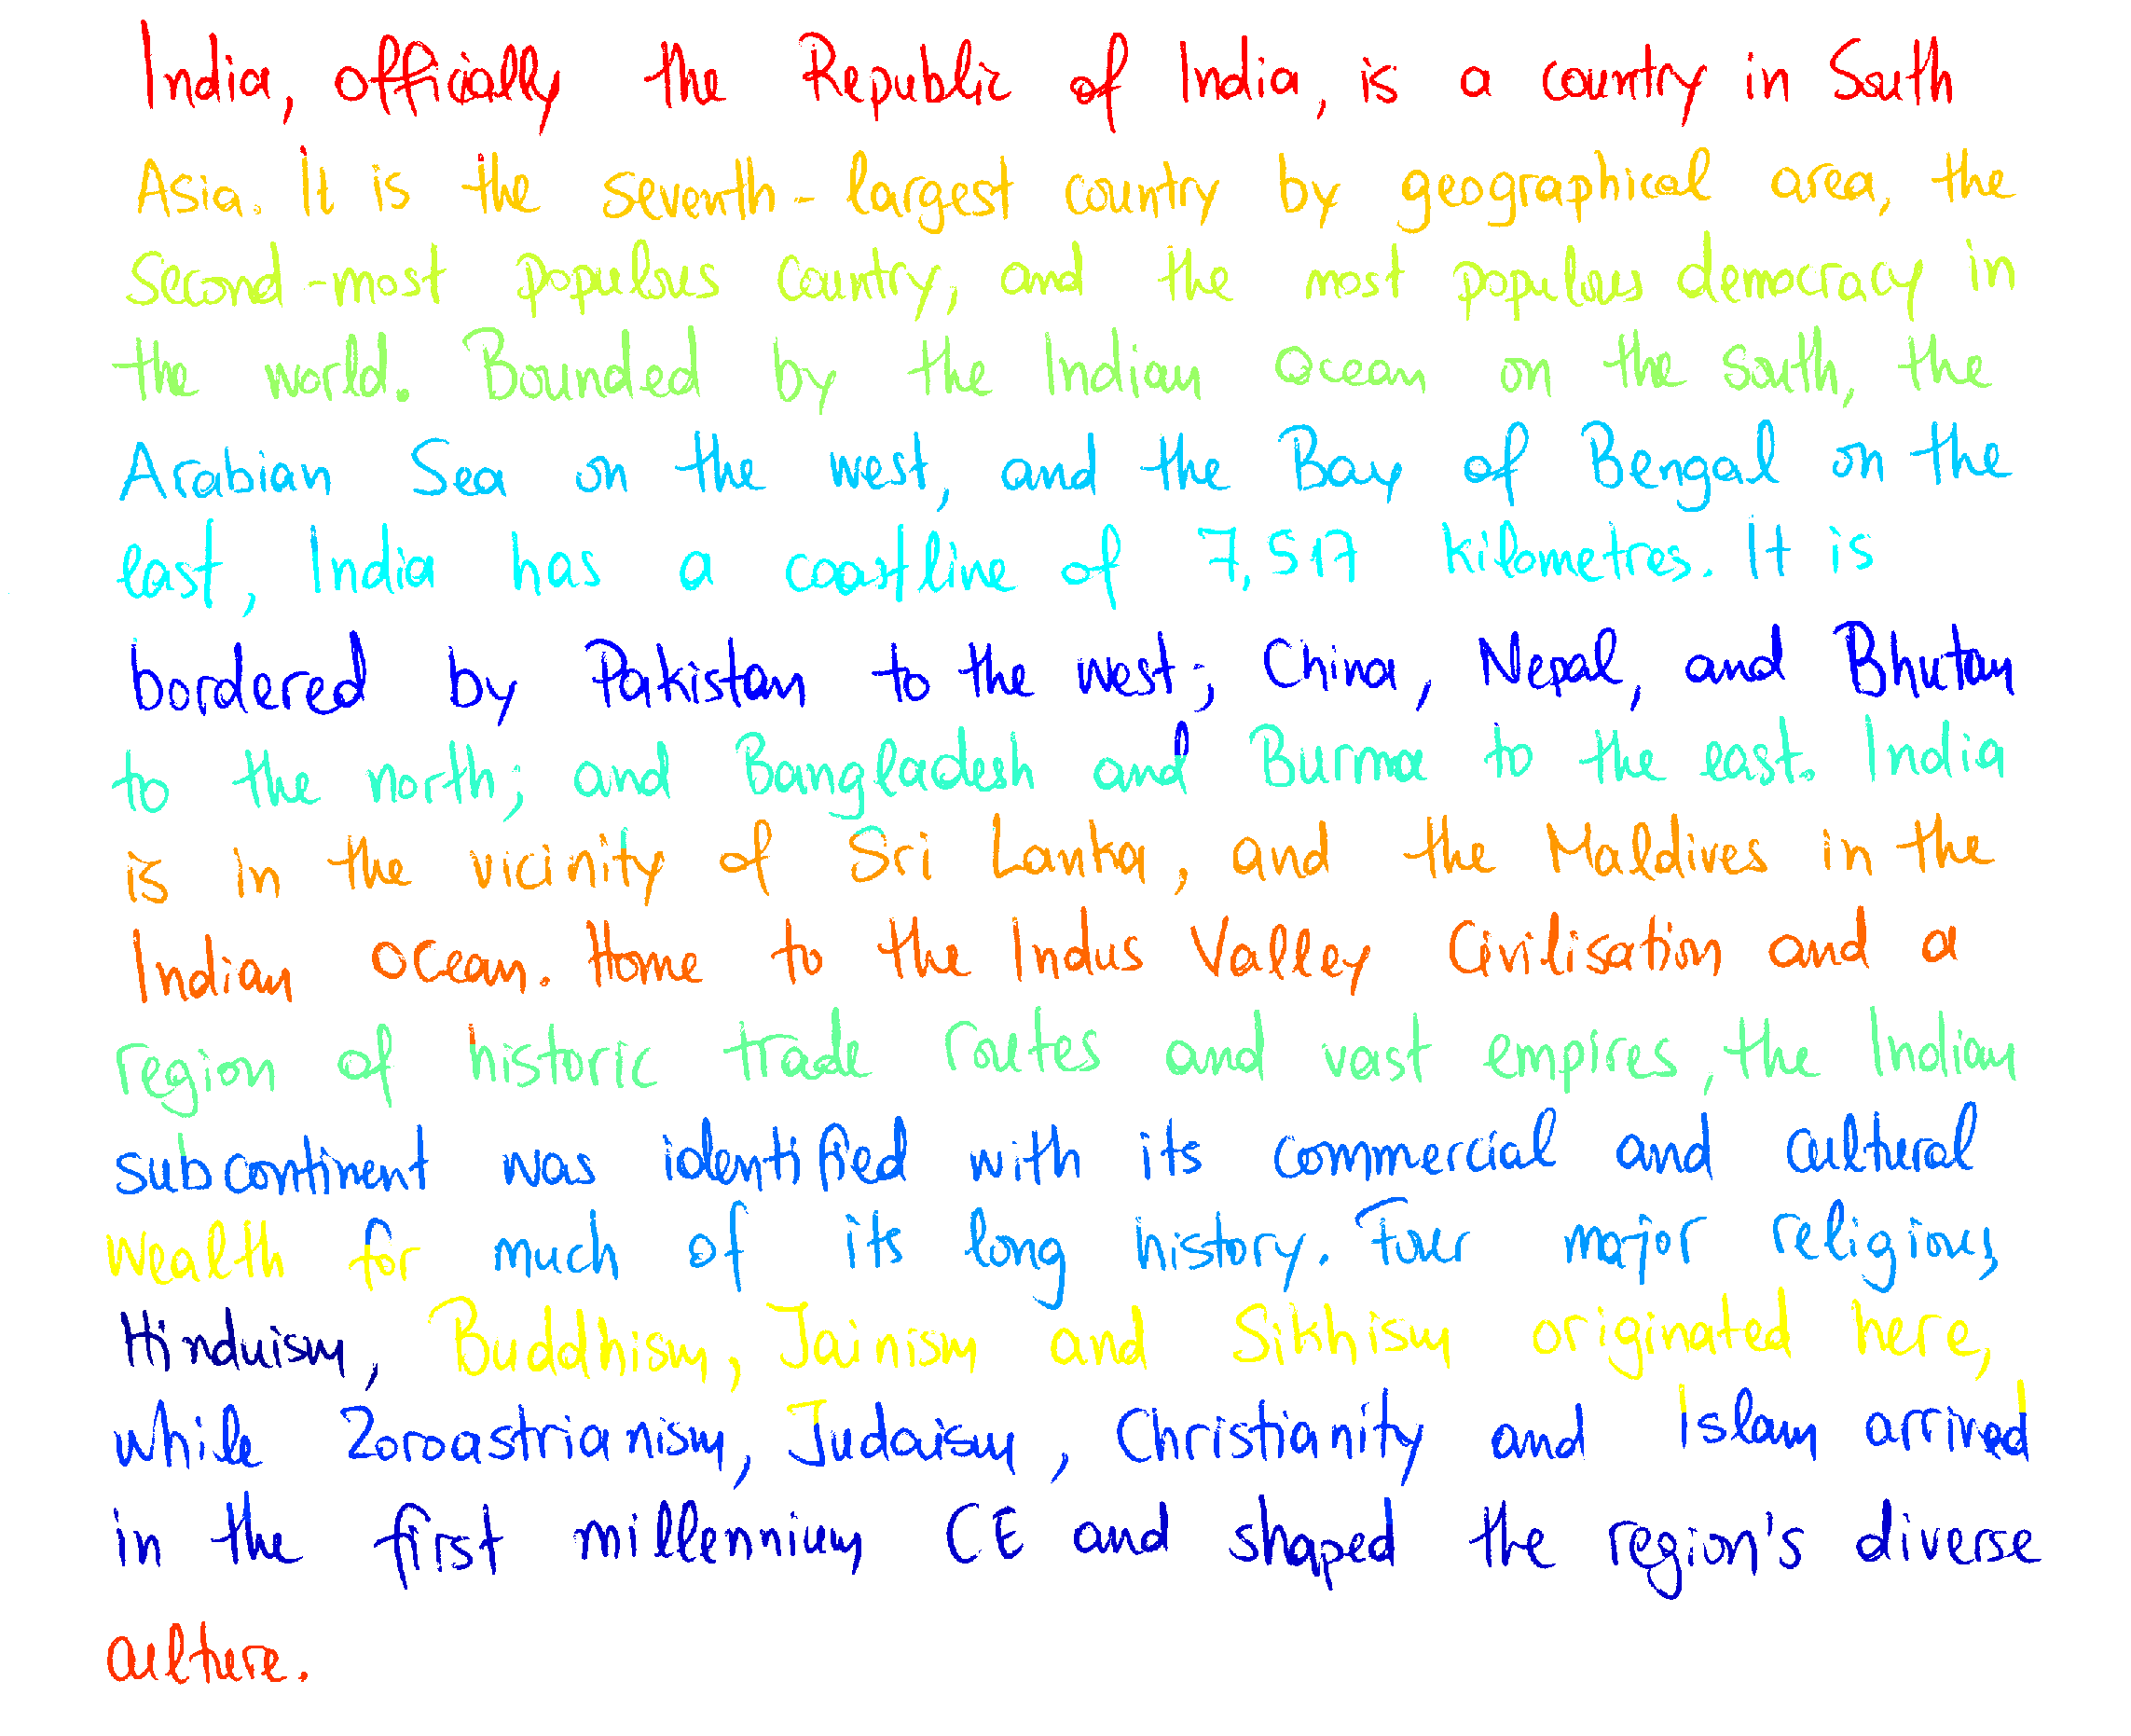 India, officially the Republic of India, is a country in South
Asia. It is the seventh-largest country by geographical area, the
second-most populous country, and the most populous democracy in
the world. Bounded by the Indian Ocean on the south, the
Arabian Sea on the west, and the Bay of Bengal on the
east, India has a coastline of 7,517 kilometres. It is
bordered by Pakistan to the west; China, Nepal, and Bhutan
to the north; and Bangladesh and Burma to the east. India
is in the vicinity of Sri Lanka, and the Maldives in the
Indian Ocean. Home to the Indus Valley Civilisation and a
region of historic trade routes and vast empires, the Indian
subcontinent was identified with its commercial and cultural
wealth for much of its long history. Four major religions,
Hinduism, Buddhism, Jainism and Sikhism originated here,
while Zoroastrianism, Judaism, Christianity and Islam arrived
in the first millennium CE and shaped the region's diverse
culture.